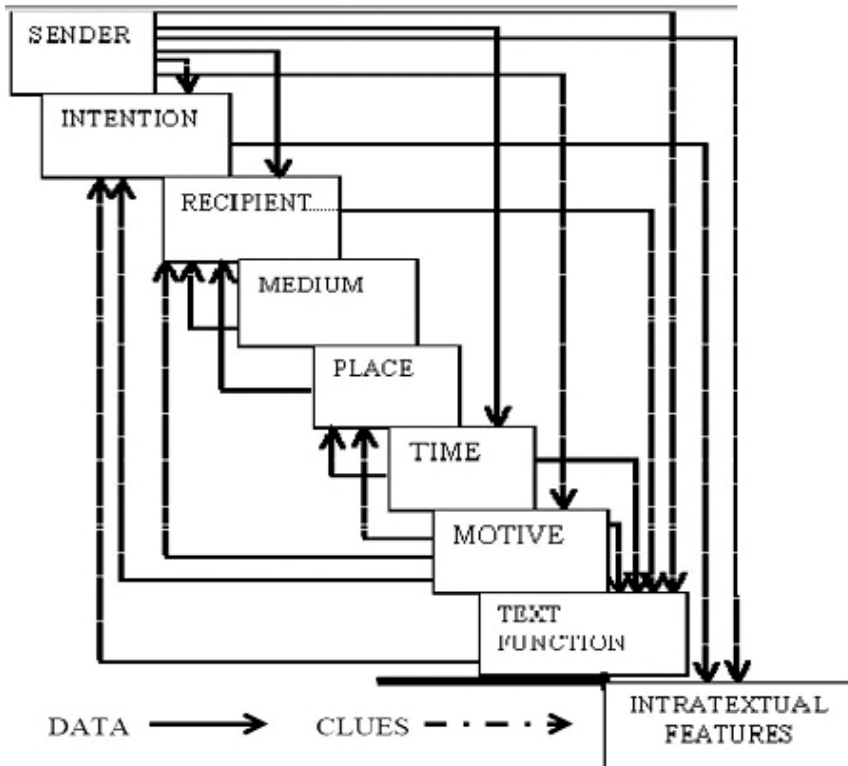 SENDER
INTENTION
RECIPIENT......
MEDIUM
PLACE
TIME
MOTIVE
TEXT
FUNCTION
DATA
CLUES
INTRATEXTUAL
FEATURES